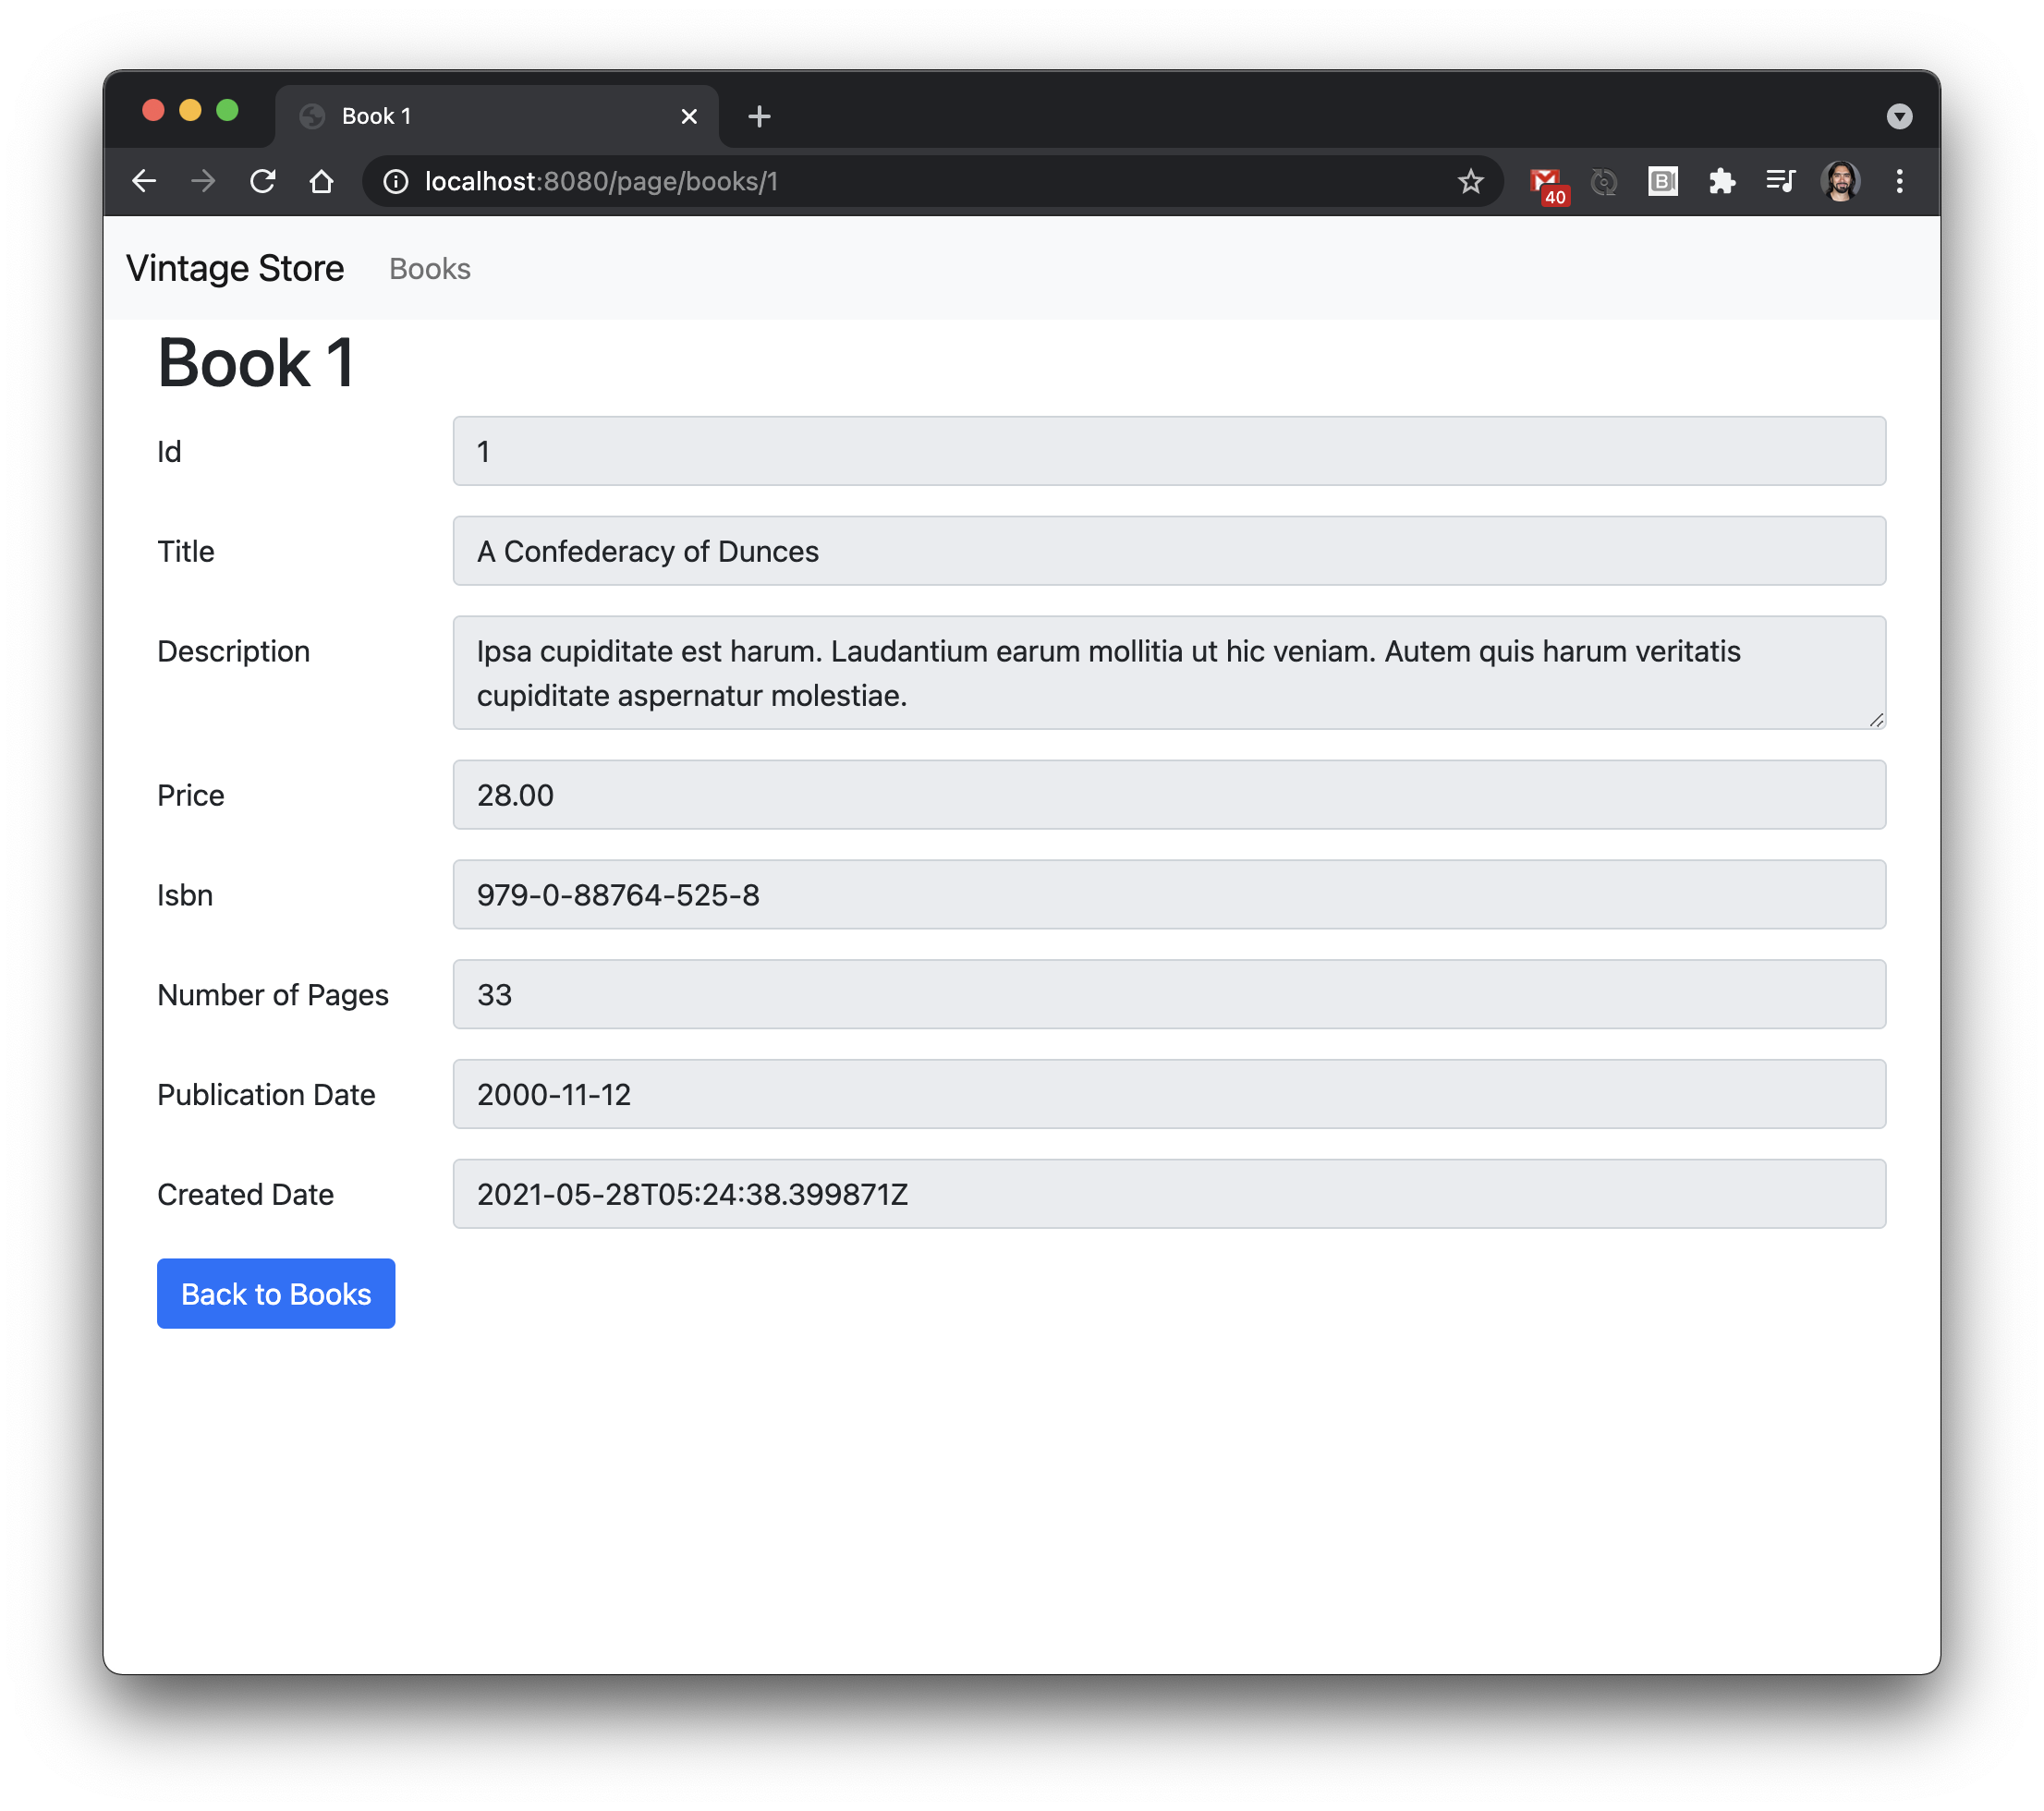 Book 1
localhost:8080/page/books/1
40
B
Vintage Store Books
Book 1
Id 1
Title A Confederacy of Dunces
Description Ipsa cupiditate est harum. Laudantium earum mollitia ut hic veniam. Autem quis harum veritatis
cupiditate aspernatur molestiae.
Price 28.00
Isbn 979-0-88764-525-8
Number of Pages 33
Publication Date 2000-11-12
Created Date 2021-05-28T05:24:38.399871Z
Back to Books